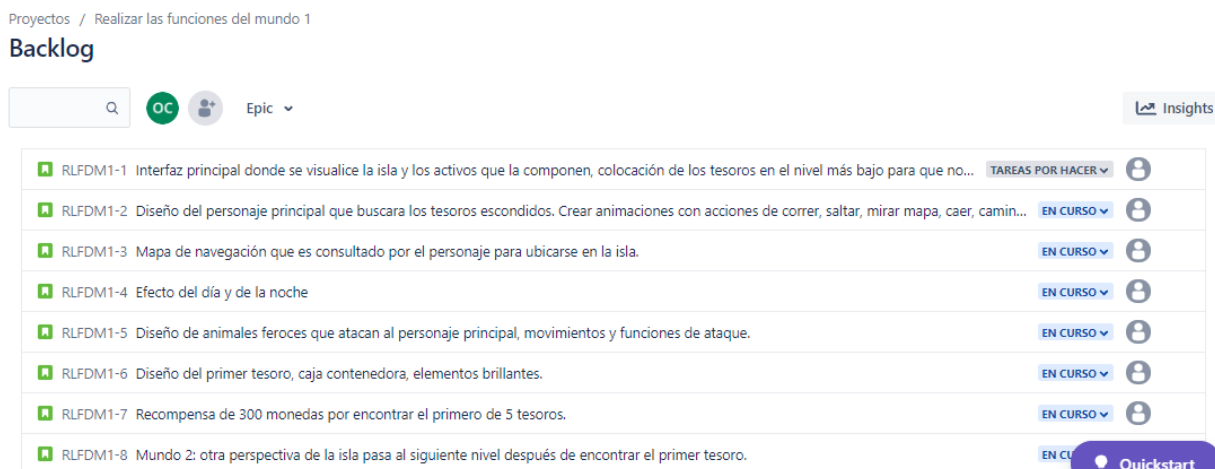 Proyectos / Realizar las funciones del mundo 1
Backlog
OC Epic Insights
RLFDM1-1 Interfaz principal donde se visualice la isla y los activos que la componen, colocación de los tesoros en el nivel más bajo para que no... TAREAS POR HACER
RLFDM1-2 Diseño del personaje principal que buscara los tesoros escondidos. Crear animaciones con acciones de correr, saltar, mirar mapa, caer, camin... EN CURSO
RLFDM1-3 Mapa de navegación que es consultado por el personaje para ubicarse en la isla. EN CURSO
RLFDM1-4 Efecto del día y de la noche EN CURSO
RLFDM1-5 Diseño de animales feroces que atacan al personaje principal, movimientos y funciones de ataque. EN CURSO
RLFDM1-6 Diseño del primer tesoro, caja contenedora, elementos brillantes. EN CURSO
RLFDM1-7 Recompensa de 300 monedas por encontrar el primero de 5 tesoros. EN CURSO
RLFDM1-8 Mundo 2: otra perspectiva de la isla pasa al siguiente nivel después de encontrar el primer tesoro. EN
Quickstart